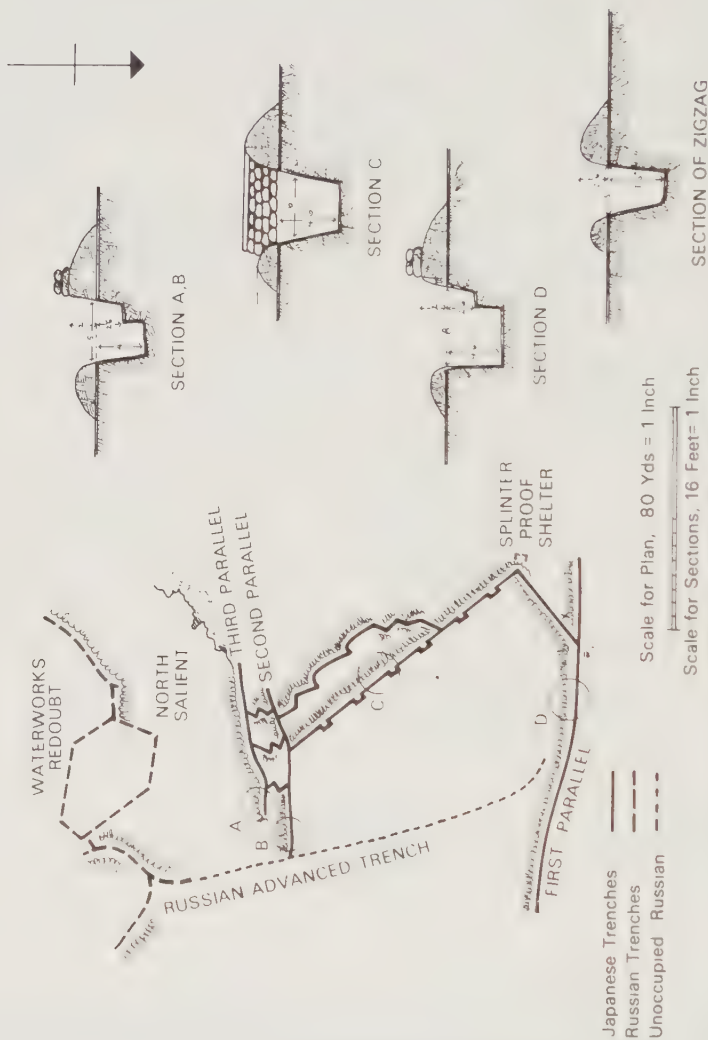 WATERWORKS
REDOUBT
NORTH
SALIENT
THIRD PARALLEL
SECOND PARALLEL
A
B
C
D
RUSSIAN ADVANCED TRENCH
FIRST PARALLEL
SPLINTER
PROOF
SHELTER
SECTION A,B
SECTION C
SECTION D
SECTION OF ZIGZAG
Japanese Trenches
Russian Trenches
Unoccupied Russian
Scale for Plan, 80 Yds = 1 Inch
Scale for Sections, 16 Feet= 1 Inch